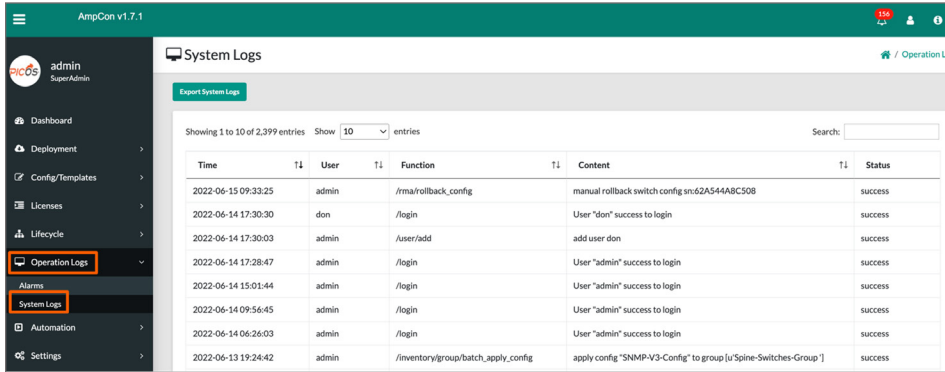 AmpCon v1.7.1
156
PICOS
admin
SuperAdmin
System Logs
/ Operation L
Export System Logs
Dashboard
Deployment
Config/Templates
Licenses
Lifecycle
Operation Logs
Alarms
System Logs
Automation
Settings
Showing 1 to 10 of 2,399 entries Show 10 entries Search:
Time User Function Content Status
2022-06-15 09:33:25 admin /rma/rollback_config manual rollback switch config sn:62A544A8C508 success
2022-06-14 17:30:30 don /login User "don" success to login success
2022-06-14 17:30:03 admin /user/add add user don success
2022-06-14 17:28:47 admin /login User "admin" success to login success
2022-06-14 15:01:44 admin /login User "admin" success to login success
2022-06-14 09:56:45 admin /login User "admin" success to login success
2022-06-14 06:26:03 admin /login User "admin" success to login success
2022-06-13 19:24:42 admin /inventory/group/batch_apply_config apply config "SNMP-V3-Config" to group [u'Spine-Switches-Group '] success